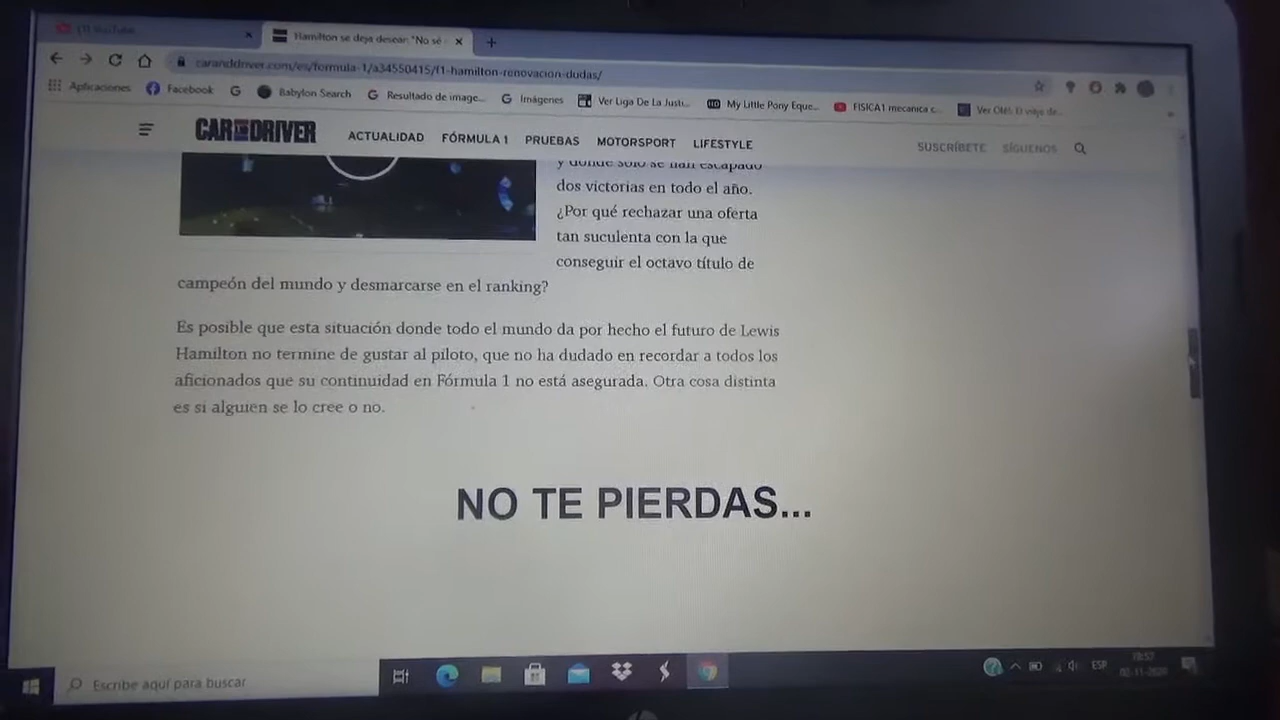 Hamilton se deja desear: "No sé
caranddriver.com/es/formula-1/a34550415/f1-hamilton-renovacion-dudas/
Aplicaciones Facebook Babylon Search Resultado de image... Imágenes Ver Liga De La Justi... My Little Pony Eque... FISICA1 mecanica c...
CAR AND DRIVER ACTUALIDAD FÓRMULA 1 PRUEBAS MOTORSPORT LIFESTYLE SUSCRÍBETE SÍGUENOS
y donde solo se han escapado
dos victorias en todo el año.
¿Por qué rechazar una oferta
tan suculenta con la que
conseguir el octavo título de
campeón del mundo y desmarcarse en el ranking?
Es posible que esta situación donde todo el mundo da por hecho el futuro de Lewis
Hamilton no termine de gustar al piloto, que no ha dudado en recordar a todos los
aficionados que su continuidad en Fórmula 1 no está asegurada. Otra cosa distinta
es si alguien se lo cree o no.
NO TE PIERDAS...
Escribe aquí para buscar
ESP
02-11-2020